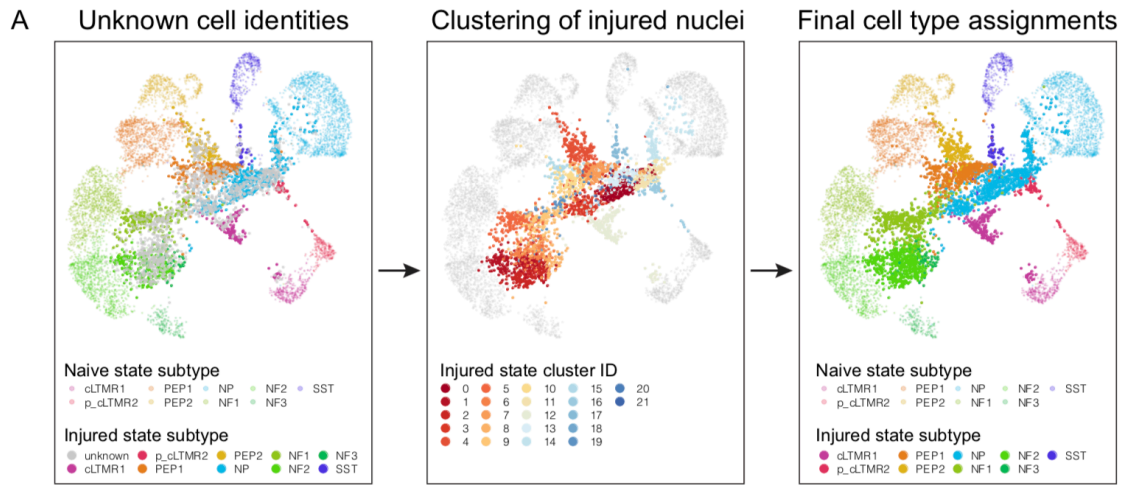 A
Unknown cell identities
Clustering of injured nuclei
Final cell type assignments
Naive state subtype
cLTMR1 PEP1 NP NF2 SST
p_cLTMR2 PEP2 NF1 NF3
Injured state subtype
unknown p_cLTMR2 PEP2 NF1 NF3
cLTMR1 PEP1 NP NF2 SST
Injured state cluster ID
0 5 10 15 20
1 6 11 16 21
2 7 12 17
3 8 13 18
4 9 14 19
Naive state subtype
cLTMR1 PEP1 NP NF2 SST
p_cLTMR2 PEP2 NF1 NF3
Injured state subtype
cLTMR1 PEP1 NP NF2 SST
p_cLTMR2 PEP2 NF1 NF3